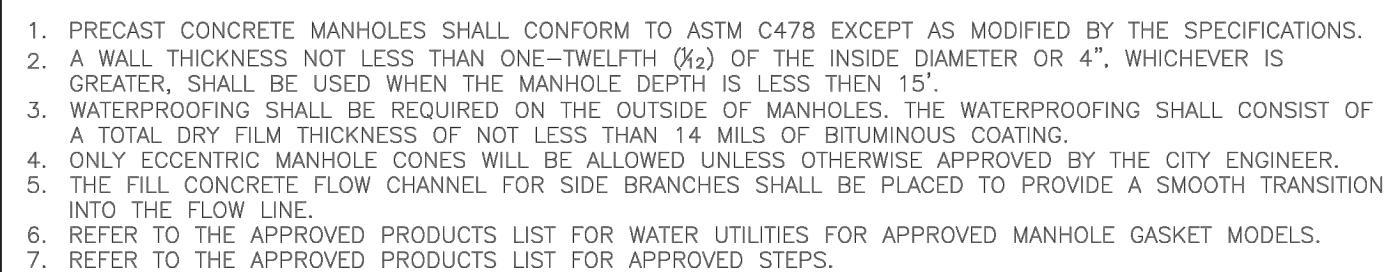 1. PRECAST CONCRETE MANHOLES SHALL CONFORM TO ASTM C478 EXCEPT AS MODIFIED BY THE SPECIFICATIONS.
2. A WALL THICKNESS NOT LESS THAN ONE-TWELFTH (1/12) OF THE INSIDE DIAMETER OR 4", WHICHEVER IS
GREATER, SHALL BE USED WHEN THE MANHOLE DEPTH IS LESS THEN 15'.
3. WATERPROOFING SHALL BE REQUIRED ON THE OUTSIDE OF MANHOLES. THE WATERPROOFING SHALL CONSIST OF
A TOTAL DRY FILM THICKNESS OF NOT LESS THAN 14 MILS OF BITUMINOUS COATING.
4. ONLY ECCENTRIC MANHOLE CONES WILL BE ALLOWED UNLESS OTHERWISE APPROVED BY THE CITY ENGINEER.
5. THE FILL CONCRETE FLOW CHANNEL FOR SIDE BRANCHES SHALL BE PLACED TO PROVIDE A SMOOTH TRANSITION
INTO THE FLOW LINE.
6. REFER TO THE APPROVED PRODUCTS LIST FOR WATER UTILITIES FOR APPROVED MANHOLE GASKET MODELS.
7. REFER TO THE APPROVED PRODUCTS LIST FOR APPROVED STEPS.